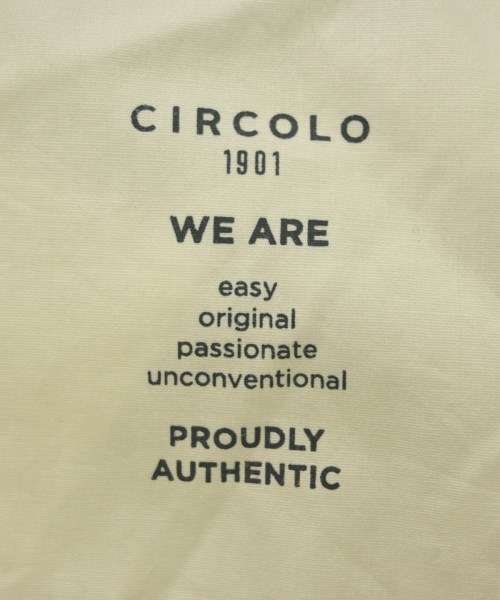 CIRCOLO
1901
WE ARE
easy
original
passionate
unconventional
PROUDLY
AUTHENTIC